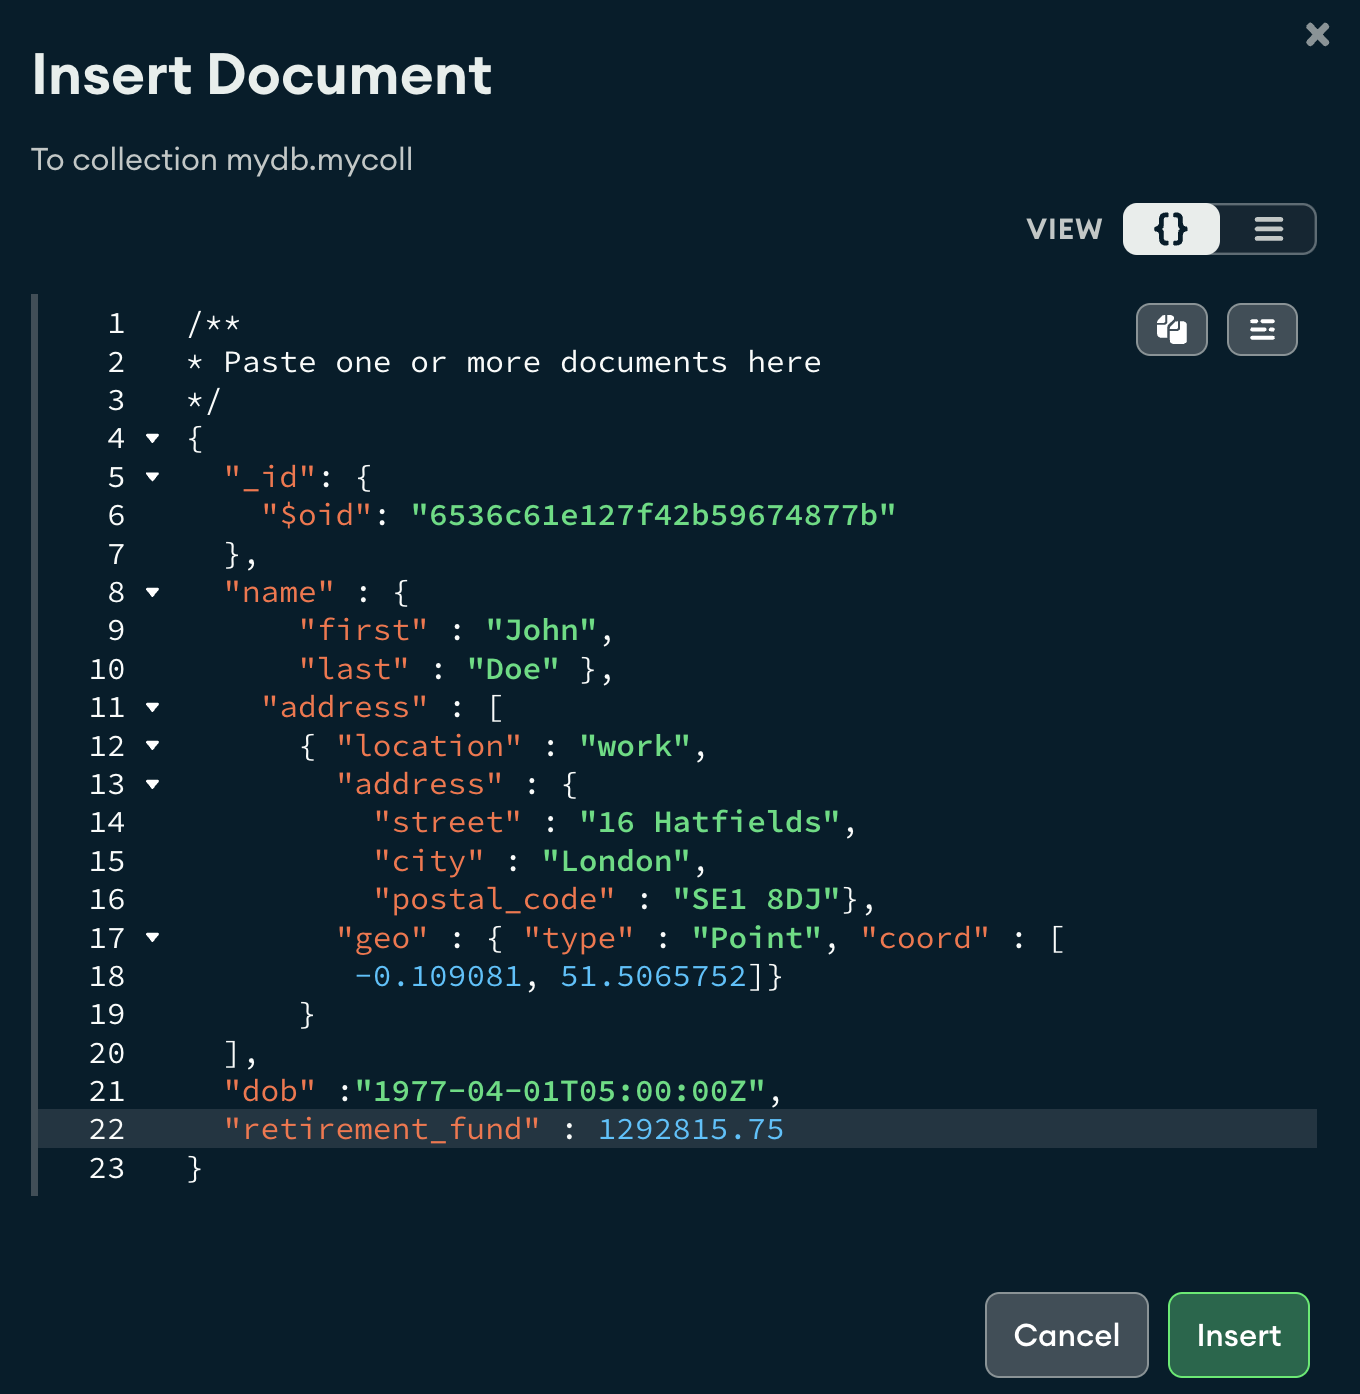 Insert Document
To collection mydb.mycoll
VIEW {} 
1 /**
2 * Paste one or more documents here
3 */
4 {
5 "_id": {
6 "$oid": "6536c61e127f42b59674877b"
7 },
8 "name" : {
9 "first" : "John",
10 "last" : "Doe" },
11 "address" : [
12 { "location" : "work",
13 "address" : {
14 "street" : "16 Hatfields",
15 "city" : "London",
16 "postal_code" : "SE1 8DJ"},
17 "geo" : { "type" : "Point", "coord" : [
18 -0.109081, 51.5065752]}
19 }
20 ],
21 "dob" :"1977-04-01T05:00:00Z",
22 "retirement_fund" : 1292815.75
23 }
Cancel Insert